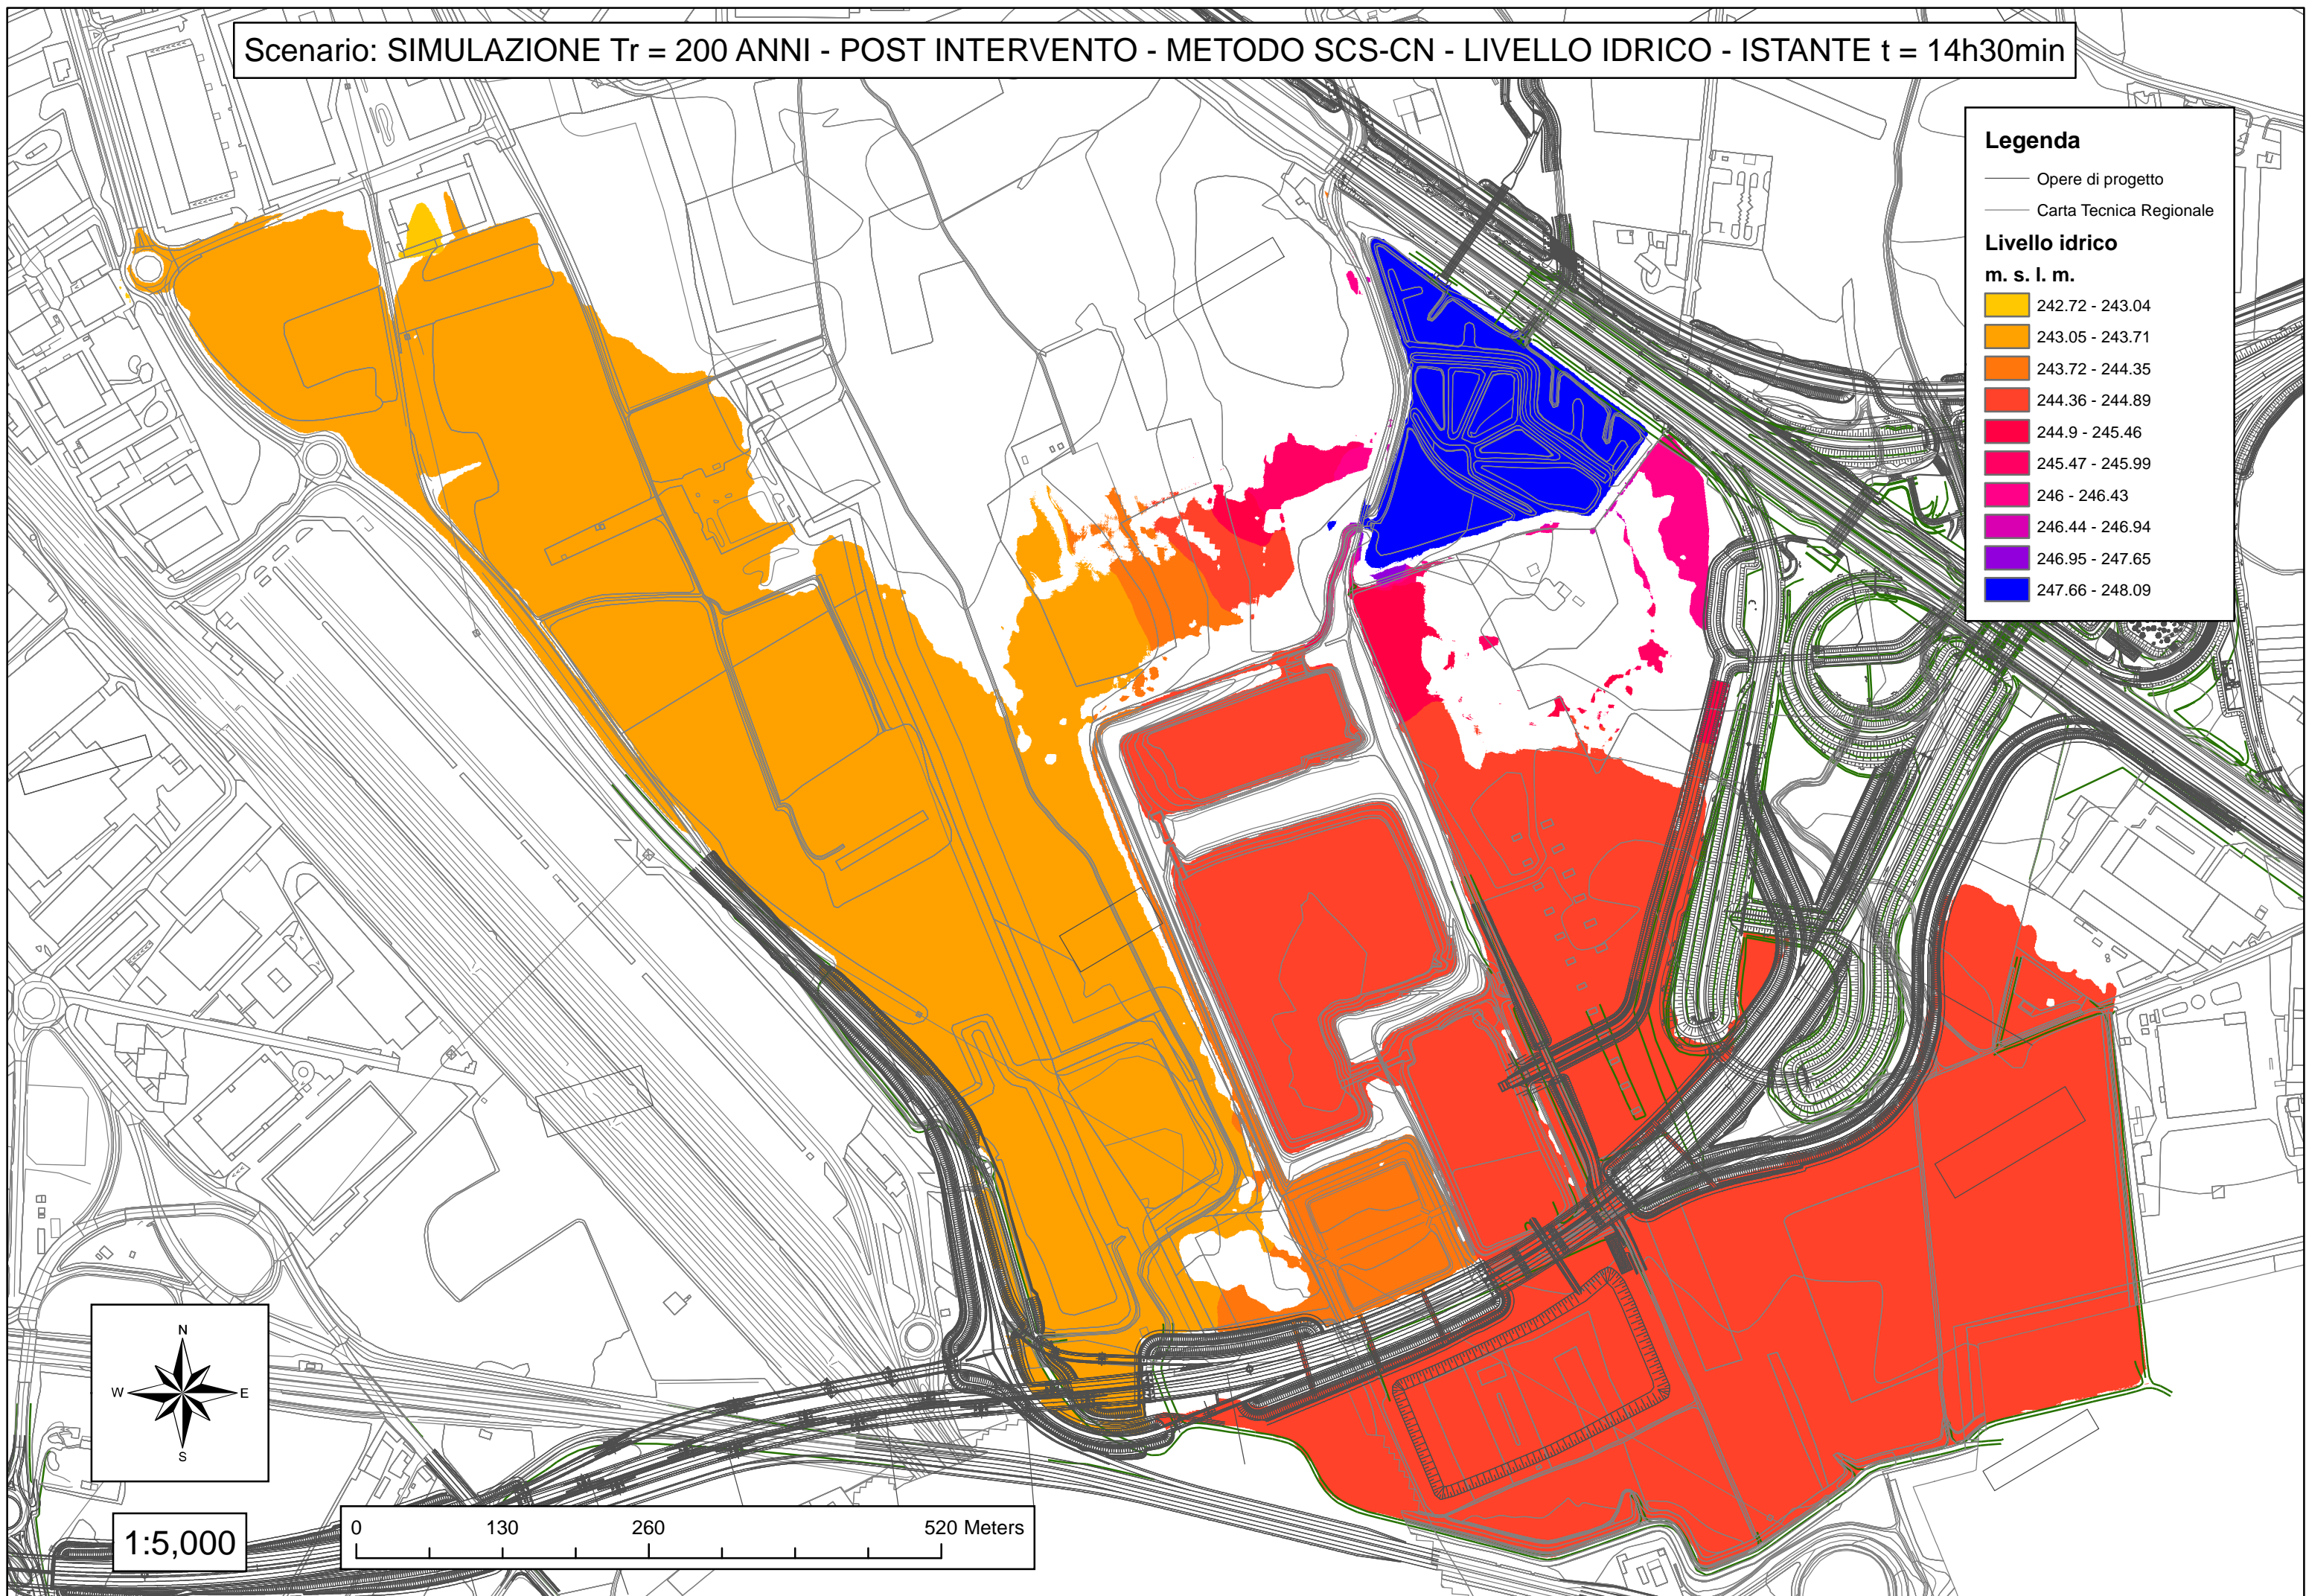 Scenario: SIMULAZIONE Tr = 200 ANNI - POST INTERVENTO - METODO SCS-CN - LIVELLO IDRICO - ISTANTE t = 14h30min
Legenda
Opere di progetto
Carta Tecnica Regionale
Livello idrico
m. s. l. m.
242.72 - 243.04
243.05 - 243.71
243.72 - 244.35
244.36 - 244.89
244.9 - 245.46
245.47 - 245.99
246 - 246.43
246.44 - 246.94
246.95 - 247.65
247.66 - 248.09
N
W E
S
1:5,000
0 130 260 520 Meters